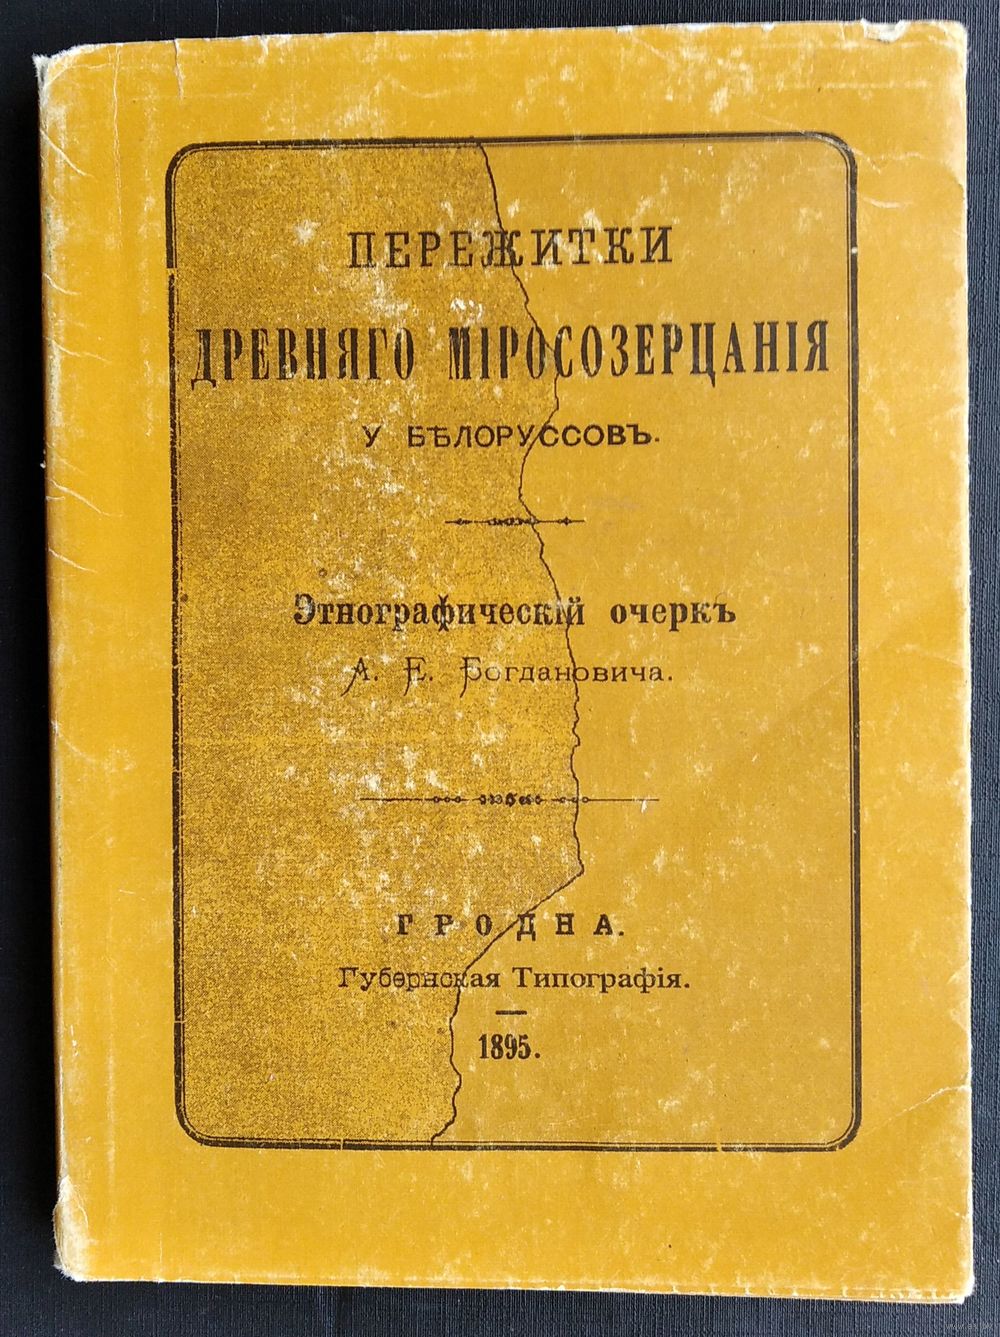 ПЕРЕЖИТКИ
ДРЕВНЯГО МІРОСОЗЕРЦАНІЯ
У БѢЛОРУССОВЪ.
Этнографическій очеркъ
А. Е. Богдановича.
ГРОДНА.
Губернская Типографія.
1895.